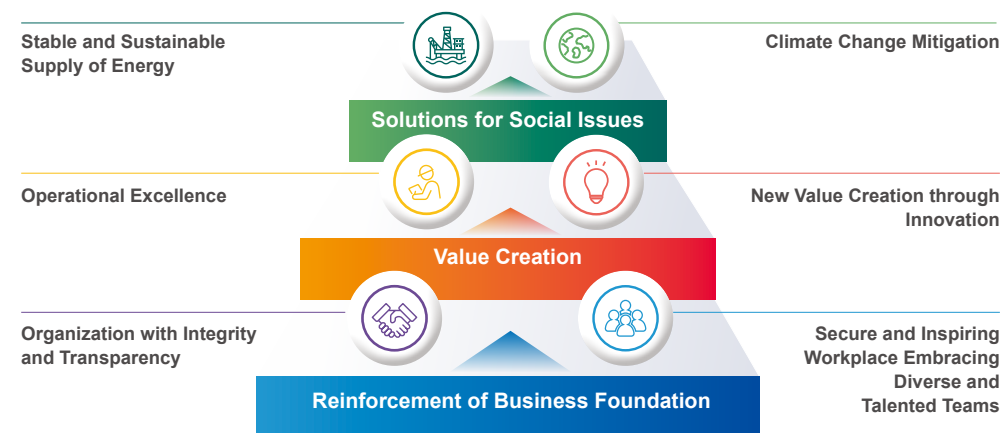 Stable and Sustainable
Supply of Energy
Climate Change Mitigation
Solutions for Social Issues
Operational Excellence
New Value Creation through
Innovation
Value Creation
Organization with Integrity
and Transparency
Secure and Inspiring
Workplace Embracing
Diverse and
Talented Teams
Reinforcement of Business Foundation